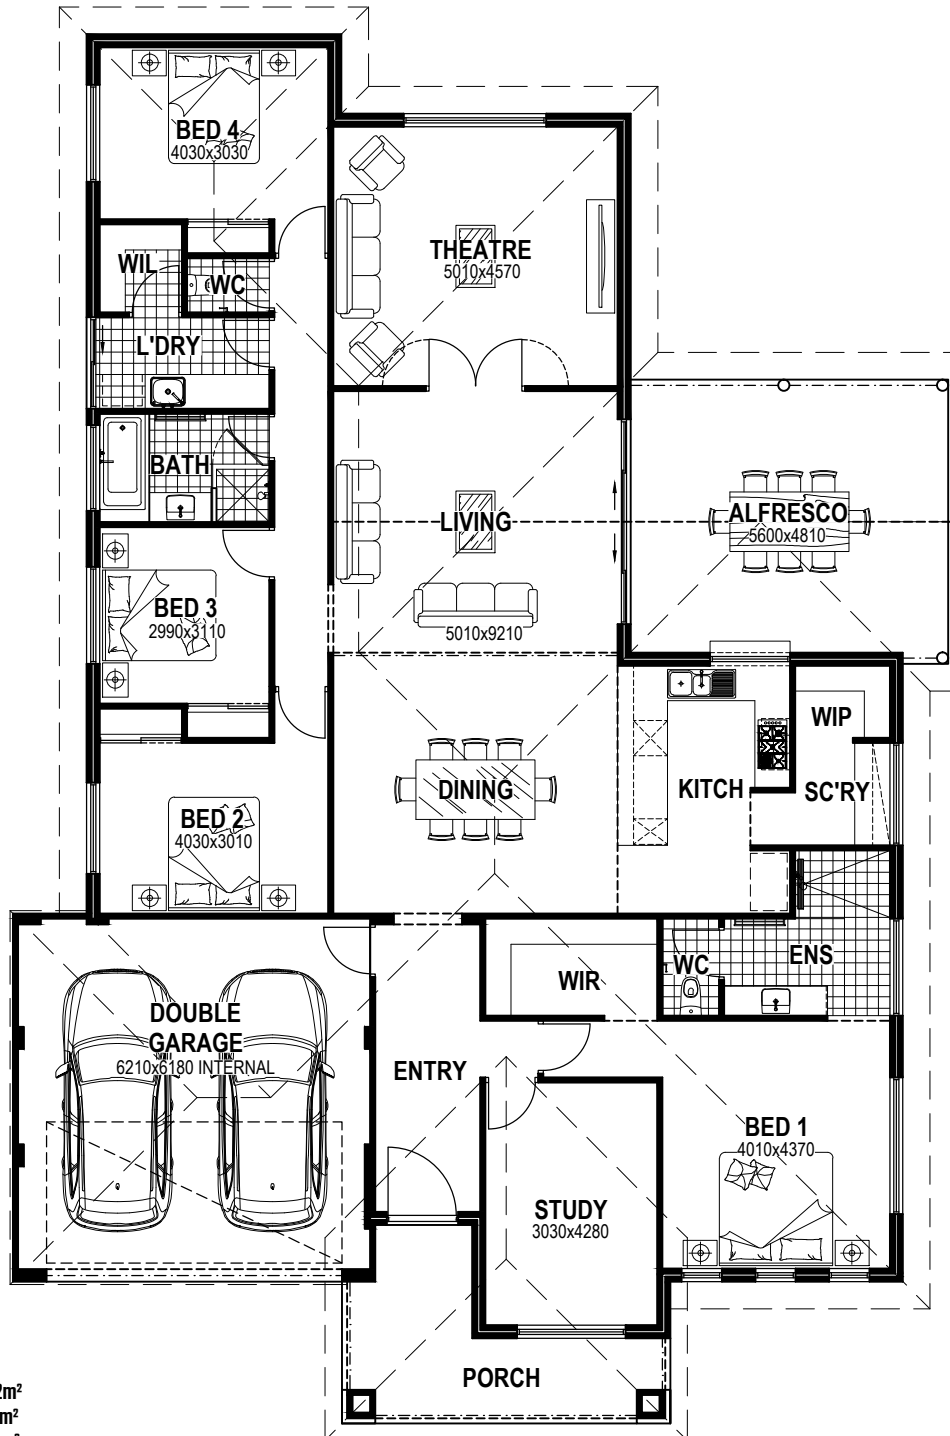 BED 4
4030x3030
THEATRE
5010x4570
WIL
WC
L'DRY
BATH
LIVING
5010x9210
ALFRESCO
5600x4810
BED 3
2990x3110
WIP
KITCH
SC'RY
DINING
BED 2
4030x3010
WC
ENS
WIR
DOUBLE
GARAGE
6210x6180 INTERNAL
ENTRY
BED 1
4010x4370
STUDY
3030x4280
PORCH
m²
m²